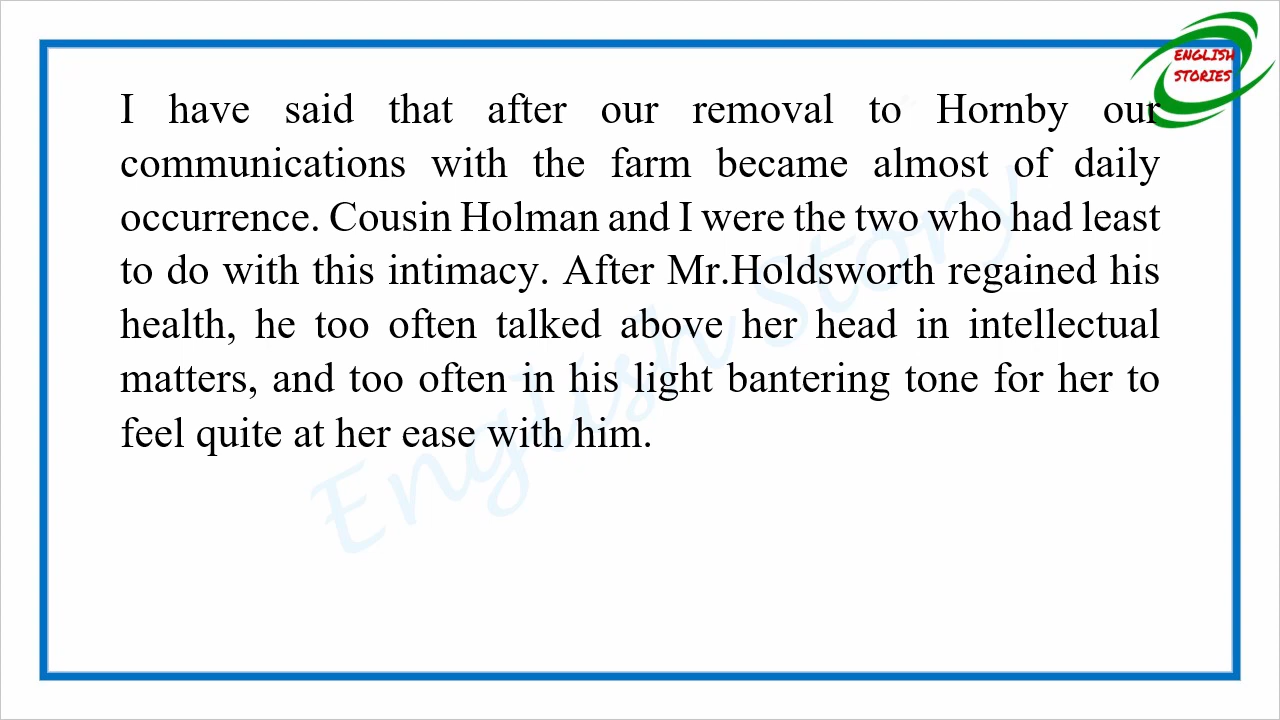 ENGLISH
STORIES
I have said that after our removal to Hornby our
communications with the farm became almost of daily
occurrence. Cousin Holman and I were the two who had least
to do with this intimacy. After Mr.Holdsworth regained his
health, he too often talked above her head in intellectual
matters, and too often in his light bantering tone for her to
feel quite at her ease with him.
English Story